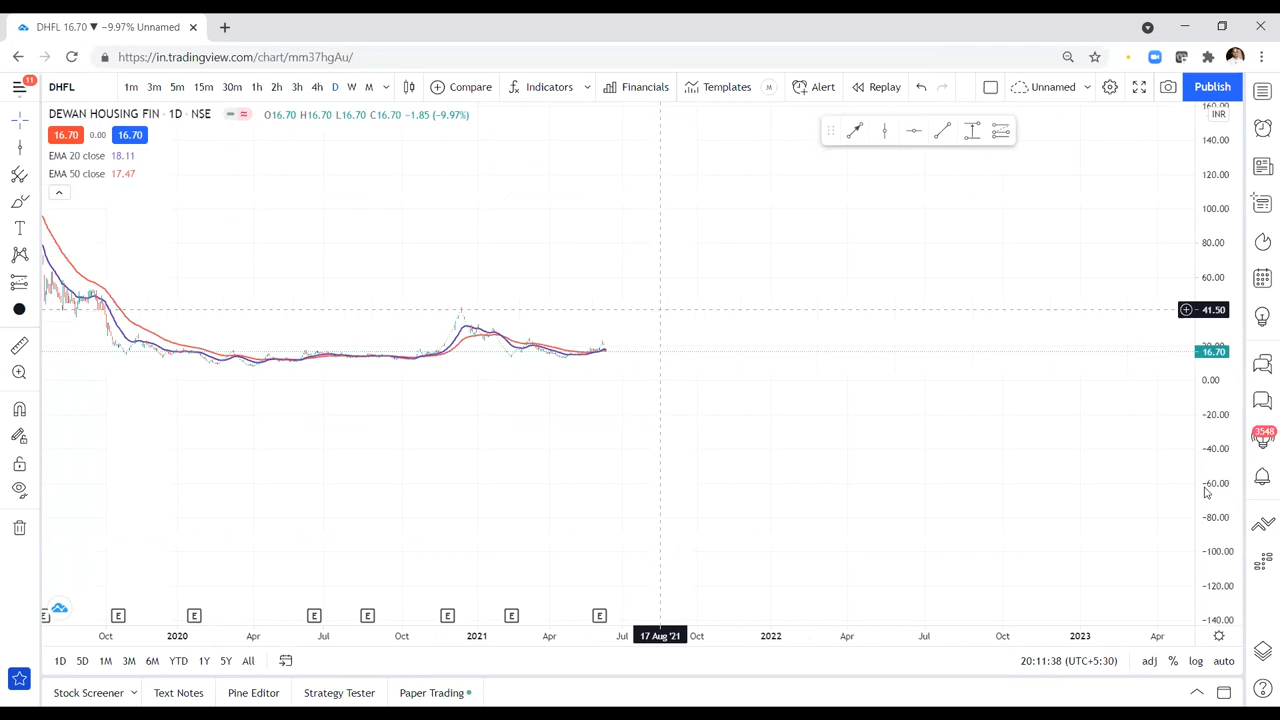 DHFL 16.70 ▼ −9.97% Unnamed
https://in.tradingview.com/chart/mm37hgAu/
11
DHFL 1m 3m 5m 15m 30m 1h 2h 3h 4h D W M Compare Indicators Financials Templates M Alert Replay Unnamed Publish
DEWAN HOUSING FIN · 1D · NSE O16.70 H16.70 L16.70 C16.70 −1.85 (−9.97%)
16.70 0.00 16.70
EMA 20 close 18.11
EMA 50 close 17.47
160.00
INR
140.00
120.00
100.00
80.00
60.00
41.50
20.00
16.70
0.00
−20.00
−40.00
3548
−60.00
−80.00
−100.00
−120.00
−140.00
E E E E E E E E
Oct 2020 Apr Jul Oct 2021 Apr Jul 17 Aug '21 Oct 2022 Apr Jul Oct 2023 Apr
1D 5D 1M 3M 6M YTD 1Y 5Y All 20:11:38 (UTC+5:30) adj % log auto
Stock Screener Text Notes Pine Editor Strategy Tester Paper Trading